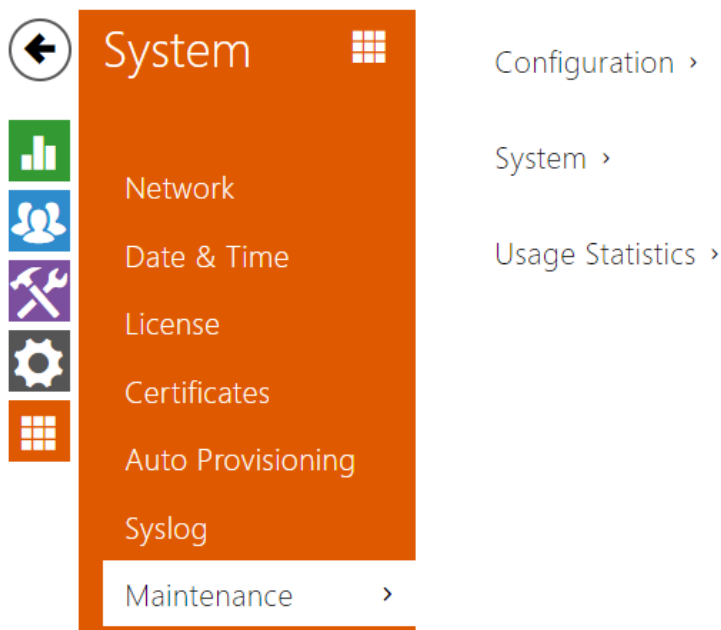 System
Network
Date & Time
License
Certificates
Auto Provisioning
Syslog
Maintenance ›
Configuration ›
System ›
Usage Statistics ›